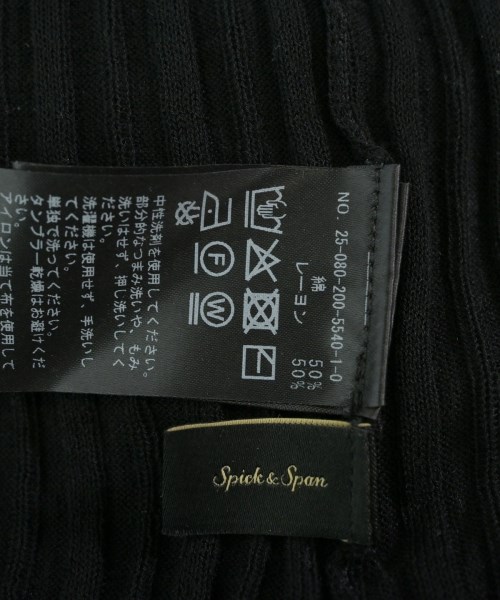 NO. 25-080-200-5540-1-0
綿 50%
レーヨン 50%
中性洗剤を使用してください。
部分的なつまみ洗いや、もみ
洗いはせず、押し洗いしてく
ださい。
洗濯機は使用せず、手洗いし
てください。
単独で洗ってください。
タンブラー乾燥はお避けくだ
さい。
アイロンは当て布を使用して
F
W
Spick & Span